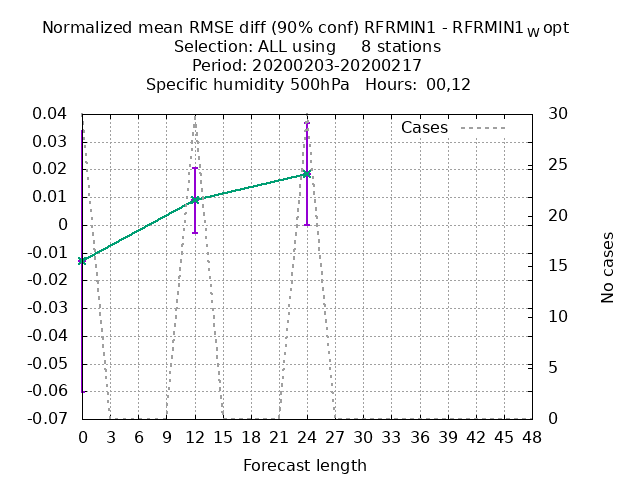 Normalized mean RMSE diff (90% conf) RFRMIN1 - RFRMIN1W opt
Selection: ALL using 8 stations
Period: 20200203-20200217
Specific humidity 500hPa Hours: 00,12
Cases
0.04
0.03
0.02
0.01
0
-0.01
-0.02
-0.03
-0.04
-0.05
-0.06
-0.07
30
25
20
15
10
5
0
No cases
0 3 6 9 12 15 18 21 24 27 30 33 36 39 42 45 48
Forecast length